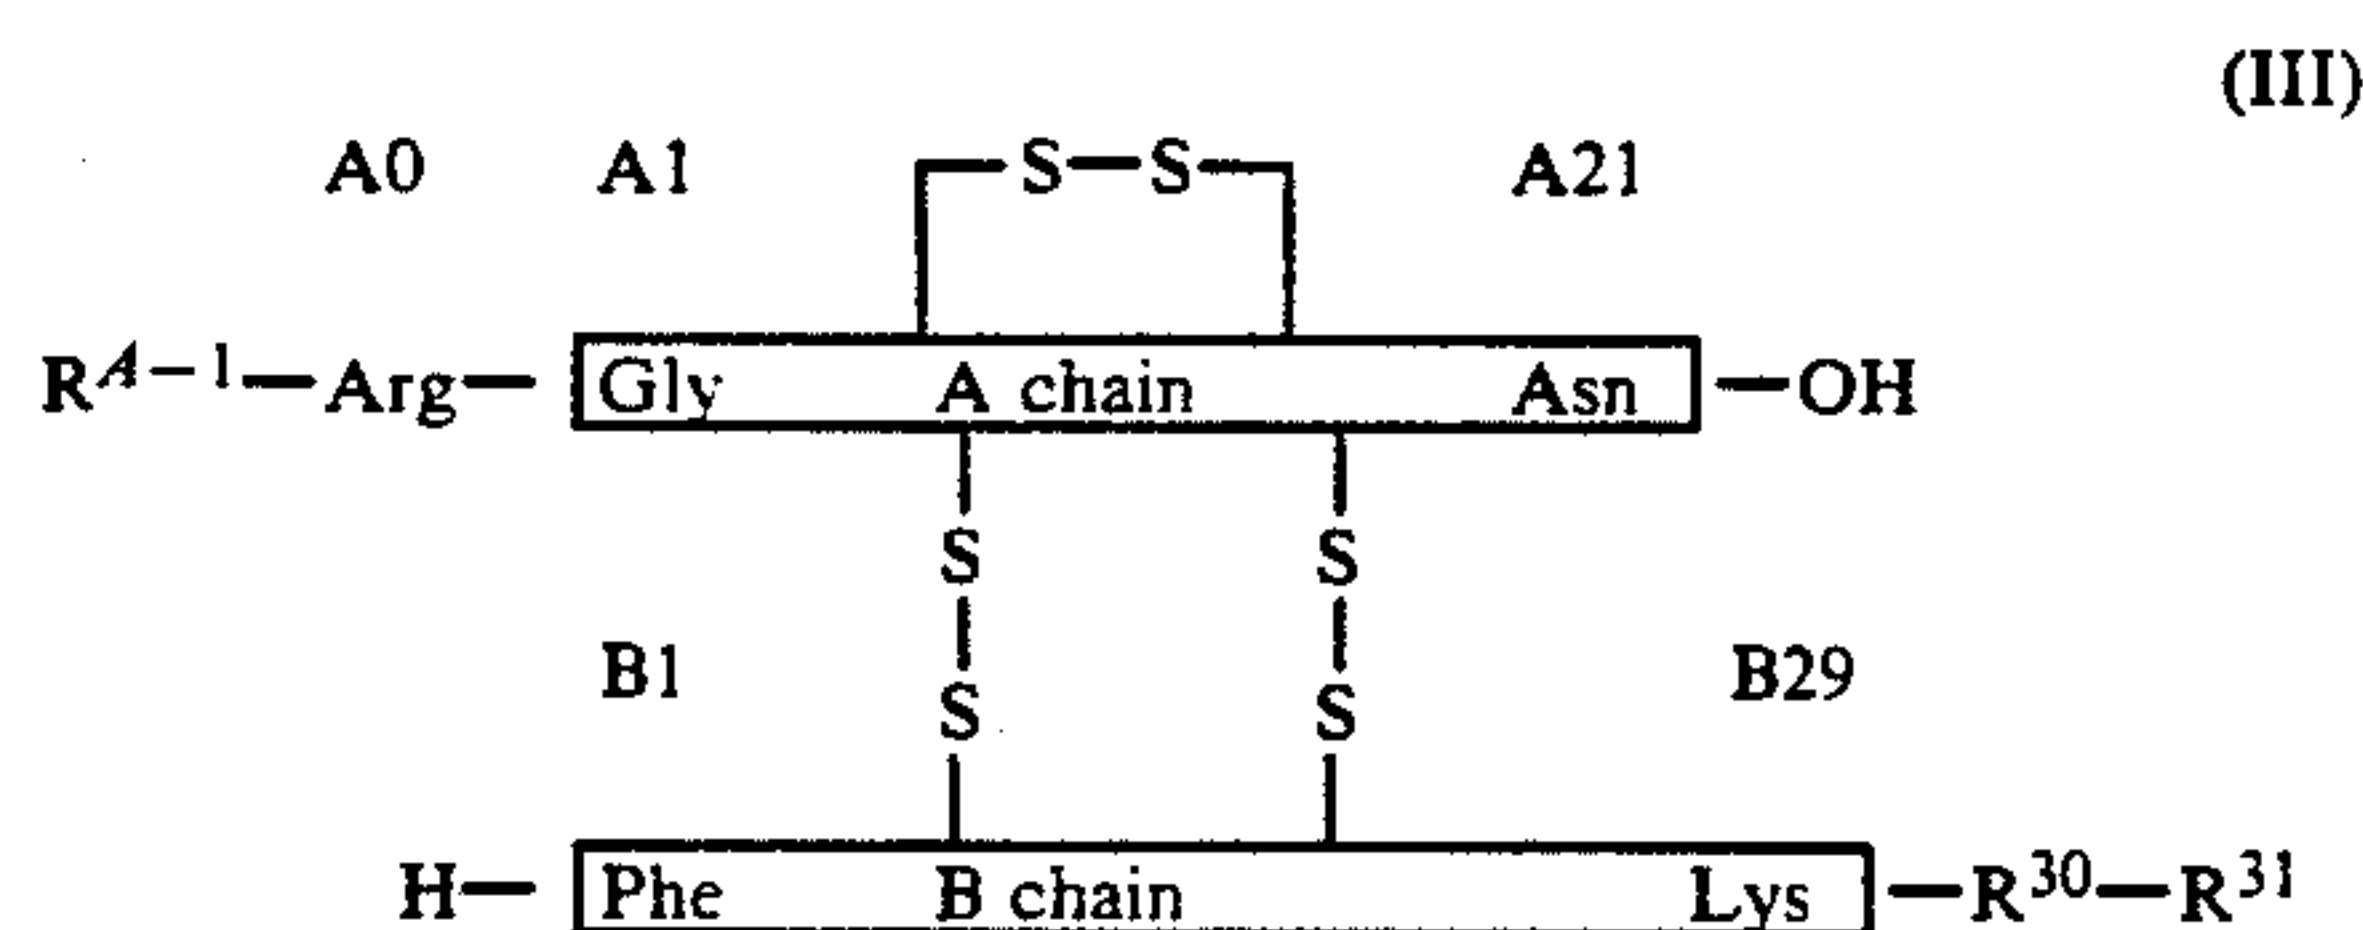 (III)
A0 A1 S—S A21
R^A−1—Arg— Gly A chain Asn —OH
S S
B1 B29
S S
H— Phe B chain Lys —R^30—R^31